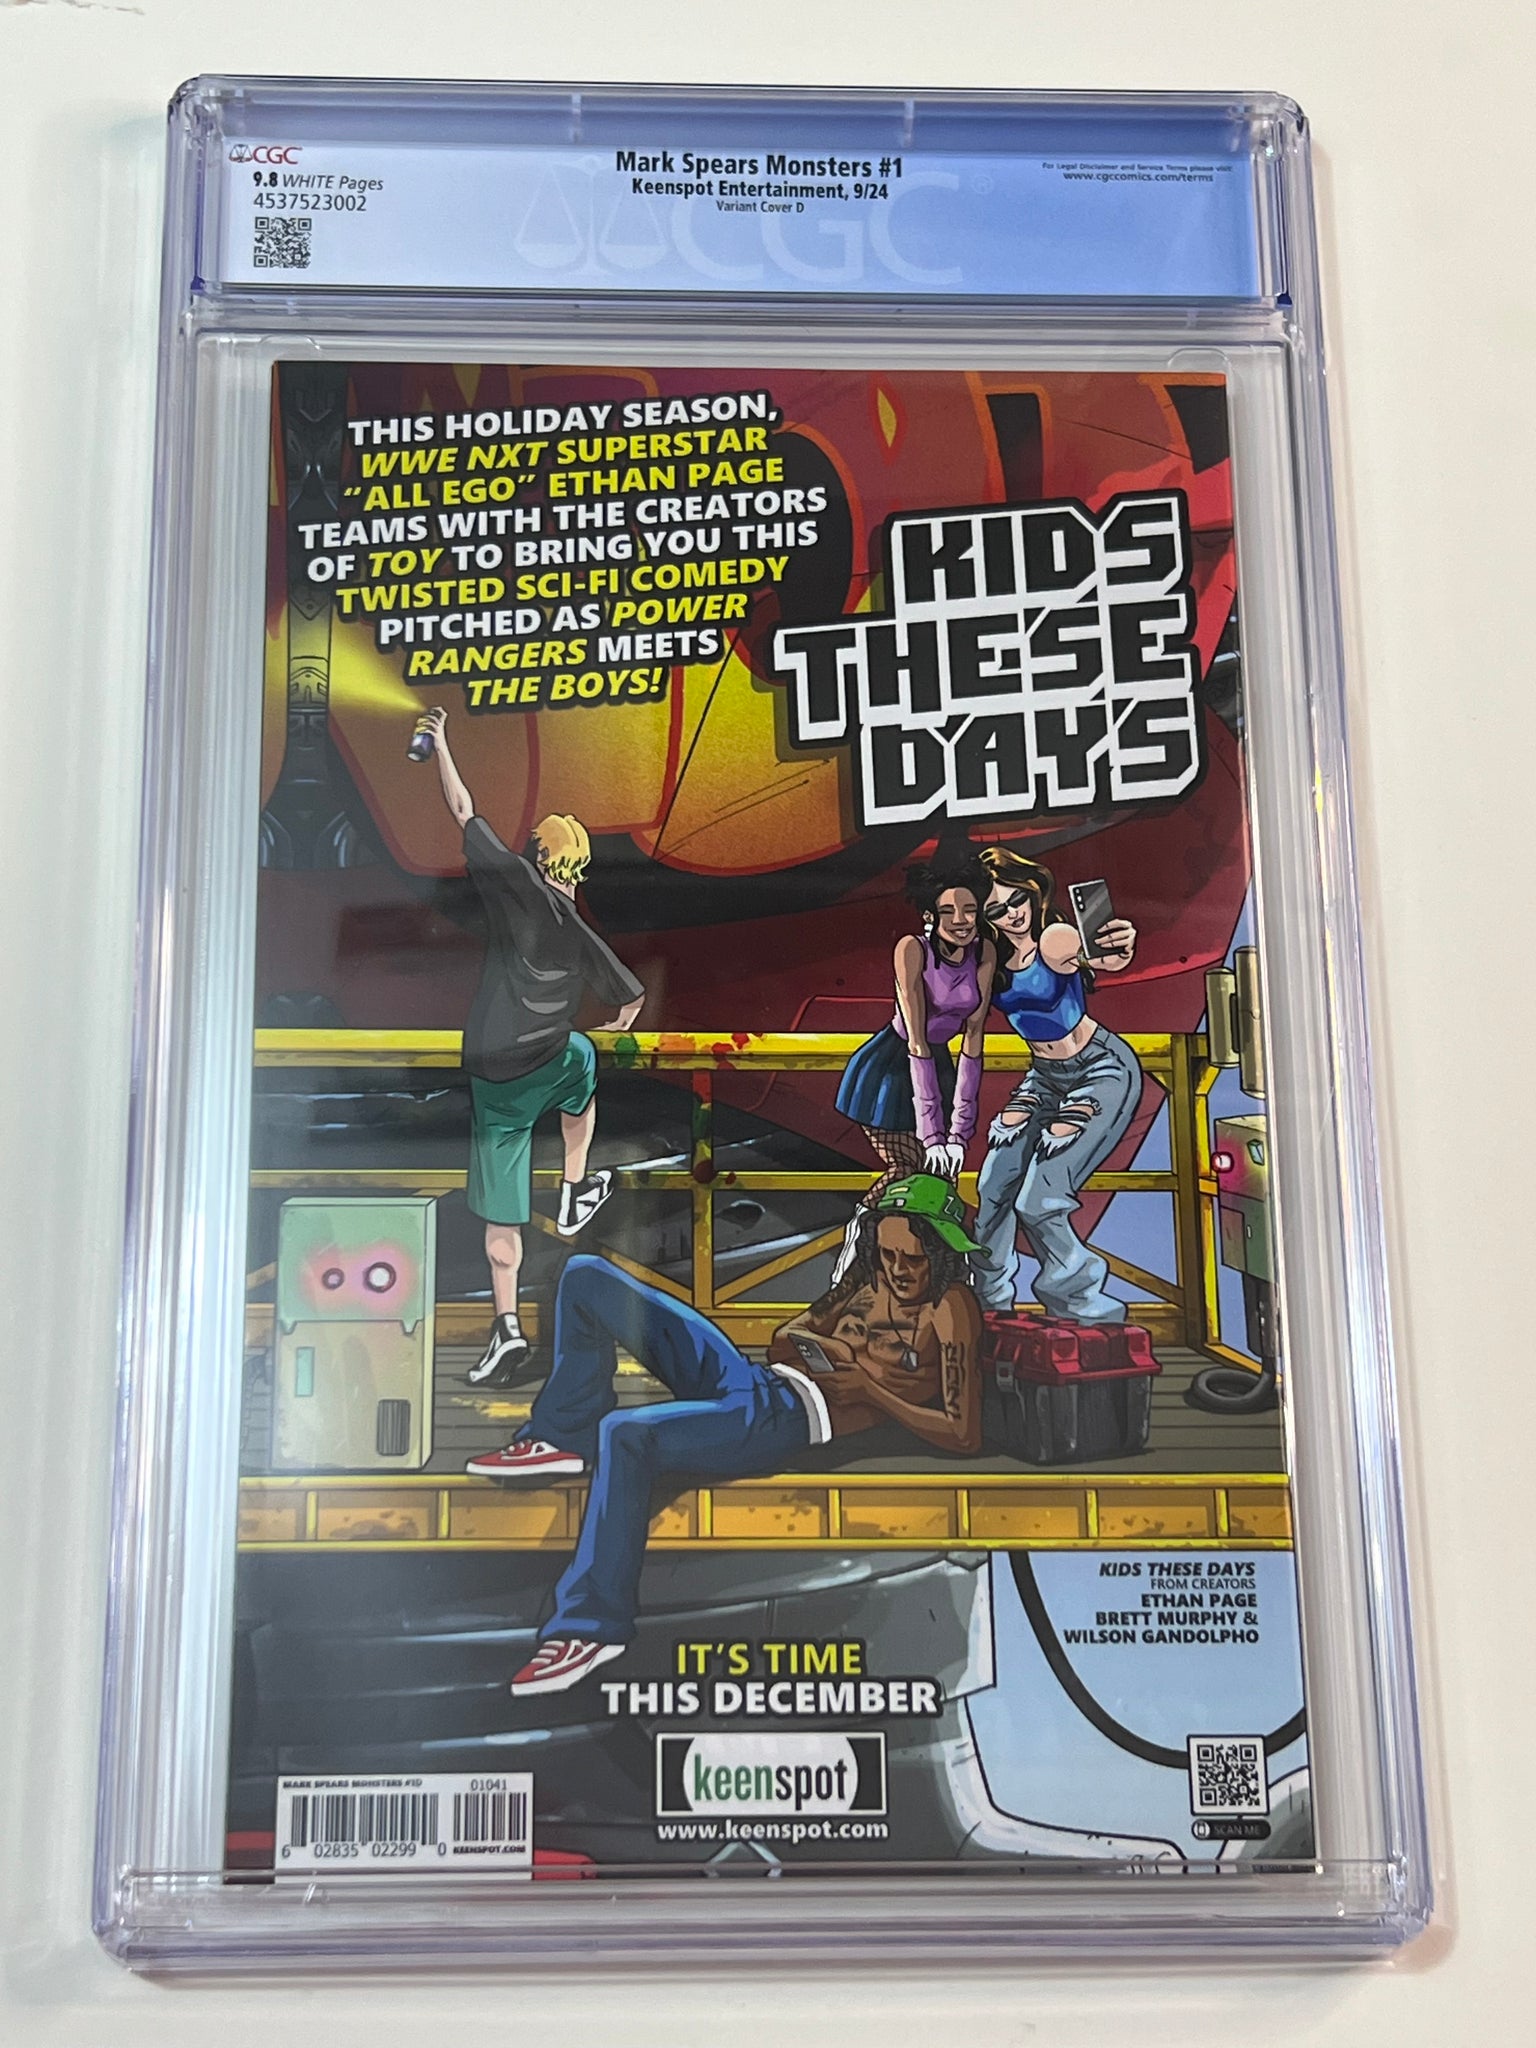 CGC
9.8 WHITE Pages
4537523002
Mark Spears Monsters #1
Keenspot Entertainment, 9/24
Variant Cover D
For Legal Disclaimer and Service Terms please visit:
www.cgccomics.com/terms
CGC
THIS HOLIDAY SEASON,
WWE NXT SUPERSTAR
“ALL EGO” ETHAN PAGE
TEAMS WITH THE CREATORS
OF TOY TO BRING YOU THIS
TWISTED SCI-FI COMEDY
PITCHED AS POWER
RANGERS MEETS
THE BOYS!
KIDS
THESE
DAYS
KIDS THESE DAYS
FROM CREATORS
ETHAN PAGE
BRETT MURPHY &
WILSON GANDOLPHO
IT'S TIME
THIS DECEMBER
keenspot
www.keenspot.com
MARK SPEARS MONSTERS #1D
01041
6 02835 02299 0
KEENSPOT.COM
SCAN ME